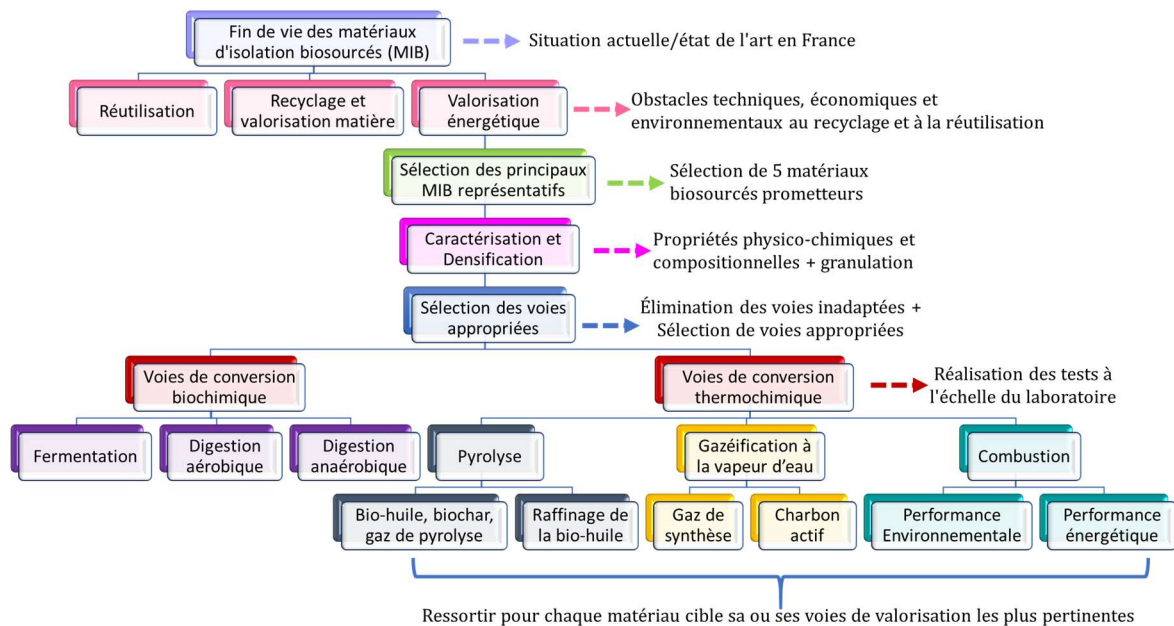 Fin de vie des matériaux
d'isolation biosourcés (MIB)
Situation actuelle/état de l'art en France
Réutilisation
Recyclage et
valorisation matière
Valorisation
énergétique
Obstacles techniques, économiques et
environnementaux au recyclage et à la réutilisation
Sélection des principaux
MIB représentatifs
Sélection de 5 matériaux
biosourcés prometteurs
Caractérisation et
Densification
Propriétés physico-chimiques et
compositionnelles + granulation
Sélection des voies
appropriées
Élimination des voies inadaptées +
Sélection de voies appropriées
Voies de conversion
biochimique
Voies de conversion
thermochimique
Réalisation des tests à
l'échelle du laboratoire
Fermentation
Digestion
aérobique
Digestion
anaérobique
Pyrolyse
Gazéification à
la vapeur d’eau
Combustion
Bio-huile, biochar,
gaz de pyrolyse
Raffinage de
la bio-huile
Gaz de
synthèse
Charbon
actif
Performance
Environnementale
Performance
énergétique
Ressortir pour chaque matériau cible sa ou ses voies de valorisation les plus pertinentes